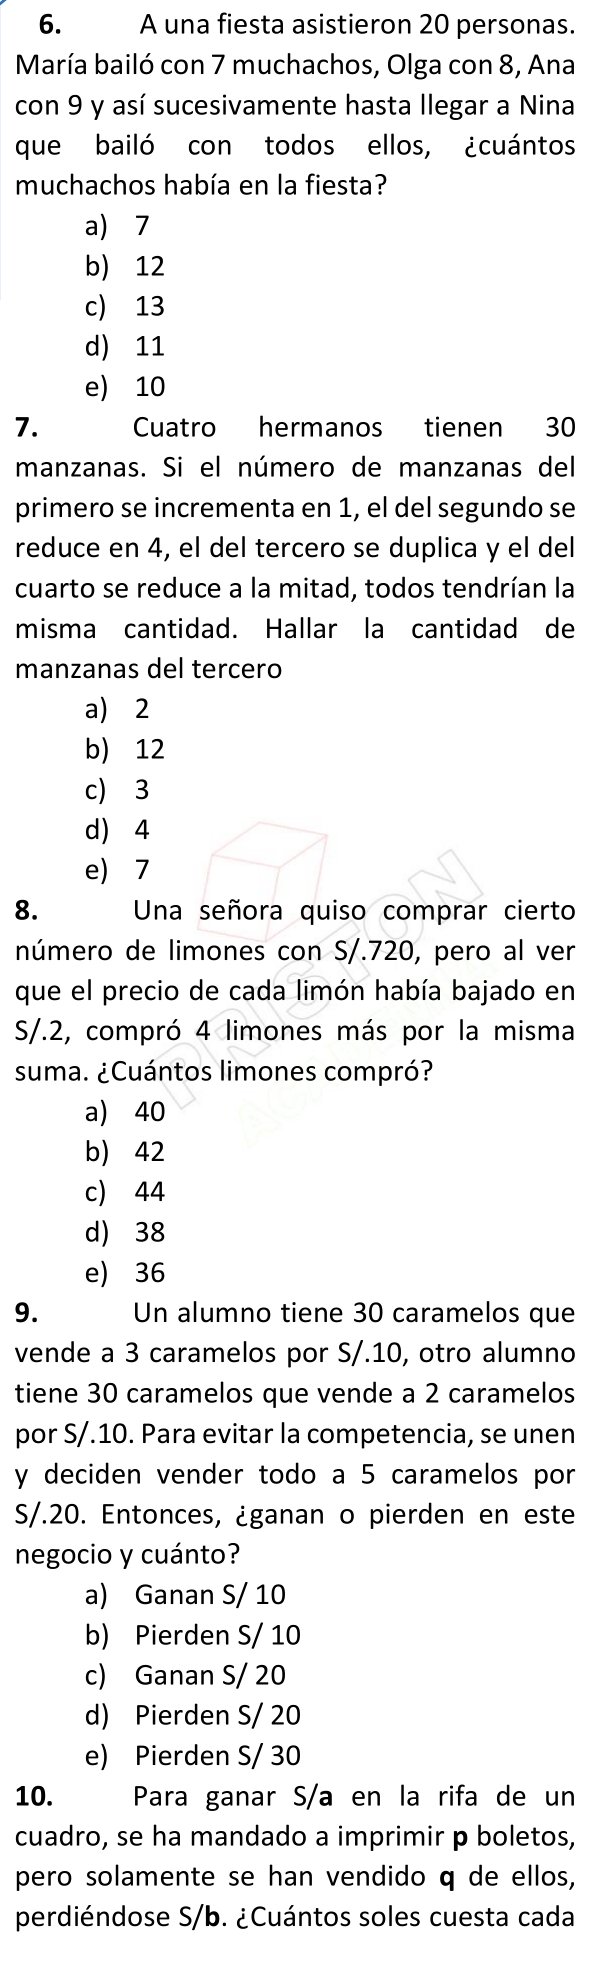 6. A una fiesta asistieron 20 personas.
María bailó con 7 muchachos, Olga con 8, Ana
con 9 y así sucesivamente hasta llegar a Nina
que bailó con todos ellos, ¿cuántos
muchachos había en la fiesta?
a) 7
b) 12
c) 13
d) 11
e) 10
7. Cuatro hermanos tienen 30
manzanas. Si el número de manzanas del
primero se incrementa en 1, el del segundo se
reduce en 4, el del tercero se duplica y el del
cuarto se reduce a la mitad, todos tendrían la
misma cantidad. Hallar la cantidad de
manzanas del tercero
a) 2
b) 12
c) 3
d) 4
e) 7
8. Una señora quiso comprar cierto
número de limones con S/.720, pero al ver
que el precio de cada limón había bajado en
S/.2, compró 4 limones más por la misma
suma. ¿Cuántos limones compró?
a) 40
b) 42
c) 44
d) 38
e) 36
9. Un alumno tiene 30 caramelos que
vende a 3 caramelos por S/.10, otro alumno
tiene 30 caramelos que vende a 2 caramelos
por S/.10. Para evitar la competencia, se unen
y deciden vender todo a 5 caramelos por
S/.20. Entonces, ¿ganan o pierden en este
negocio y cuánto?
a) Ganan S/ 10
b) Pierden S/ 10
c) Ganan S/ 20
d) Pierden S/ 20
e) Pierden S/ 30
10. Para ganar S/a en la rifa de un
cuadro, se ha mandado a imprimir p boletos,
pero solamente se han vendido q de ellos,
perdiéndose S/b. ¿Cuántos soles cuesta cada
PRISTON